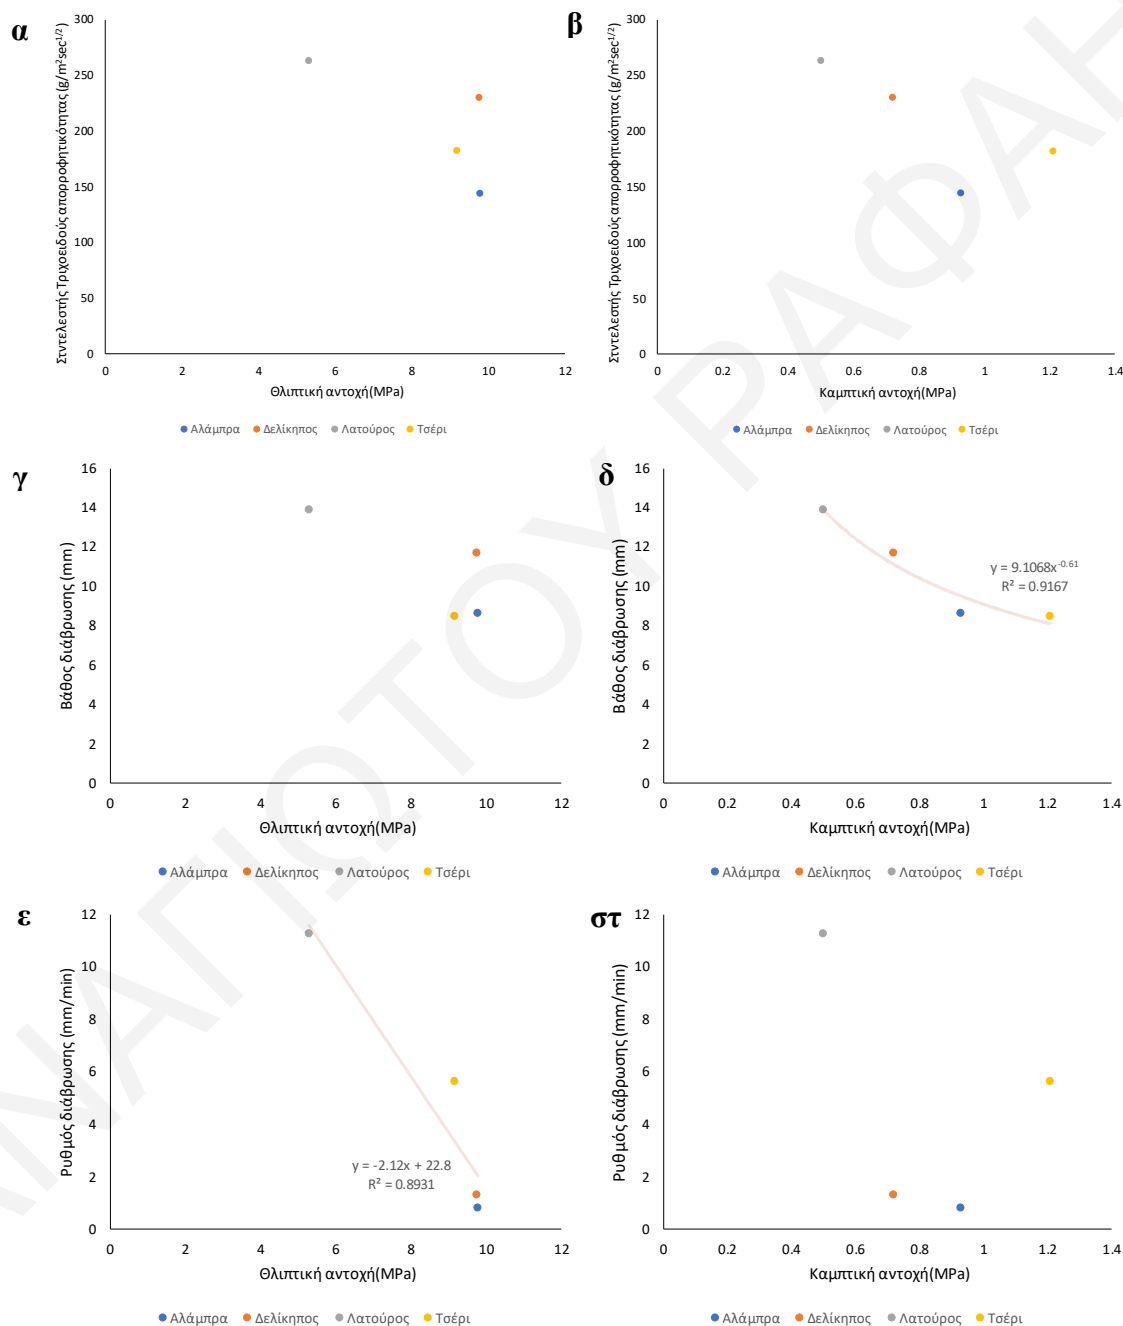 α
Στντελεστής Τριχοειδούς απορροφητικότητας (g/m²sec^1/2)
300
250
200
150
100
50
0
0 2 4 6 8 10 12
Θλιπτική αντοχή(MPa)
Αλάμπρα Δελίκηπος Λατούρος Τσέρι
β
Στντελεστής Τριχοειδούς απορροφητικότητας (g/m²sec^1/2)
300
250
200
150
100
50
0
0 0.2 0.4 0.6 0.8 1 1.2 1.4
Καμπτική αντοχή(MPa)
Αλάμπρα Δελίκηπος Λατούρος Τσέρι
γ
Βάθος διάβρωσης (mm)
16
14
12
10
8
6
4
2
0
0 2 4 6 8 10 12
Θλιπτική αντοχή(MPa)
Αλάμπρα Δελίκηπος Λατούρος Τσέρι
δ
Βάθος διάβρωσης (mm)
16
14
12
10
8
6
4
2
0
y = 9.1068x^-0.61
R² = 0.9167
0 0.2 0.4 0.6 0.8 1 1.2 1.4
Καμπτική αντοχή(MPa)
Αλάμπρα Δελίκηπος Λατούρος Τσέρι
ε
Ρυθμός διάβρωσης (mm/min)
12
10
8
6
4
2
0
y = -2.12x + 22.8
R² = 0.8931
0 2 4 6 8 10 12
Θλιπτική αντοχή(MPa)
Αλάμπρα Δελίκηπος Λατούρος Τσέρι
στ
Ρυθμός διάβρωσης (mm/min)
12
10
8
6
4
2
0
0 0.2 0.4 0.6 0.8 1 1.2 1.4
Καμπτική αντοχή(MPa)
Αλάμπρα Δελίκηπος Λατούρος Τσέρι